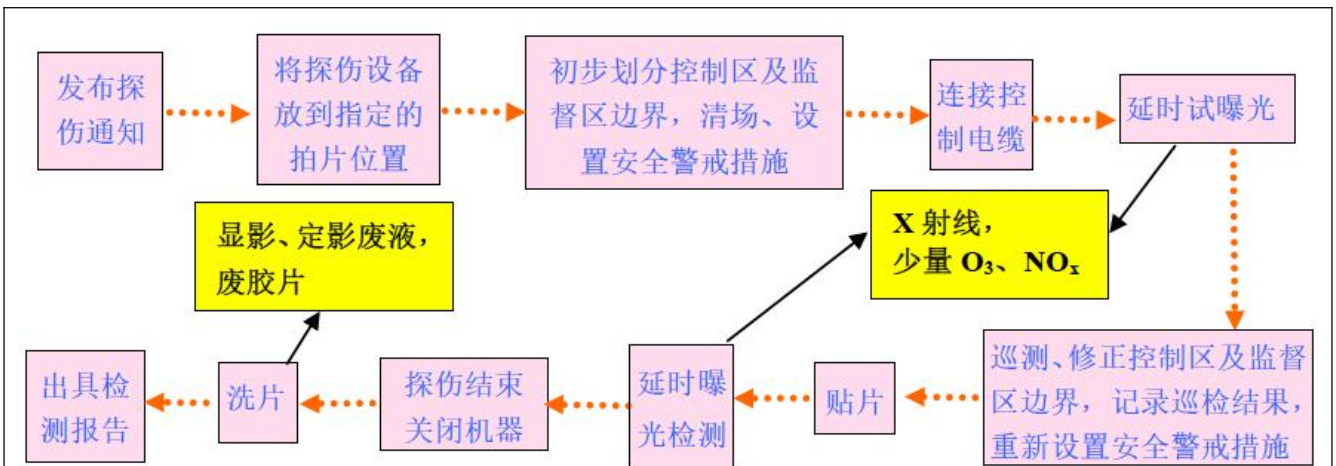 发布探
伤通知
将探伤设备
放到指定的
拍片位置
初步划分控制区及监
督区边界，清场、设
置安全警戒措施
连接控
制电缆
延时试曝光
显影、定影废液，
废胶片
X 射线，
少量 O₃、NOₓ
巡测、修正控制区及监督
区边界，记录巡检结果，
重新设置安全警戒措施
贴片
延时曝
光检测
探伤结束
关闭机器
洗片
出具检
测报告